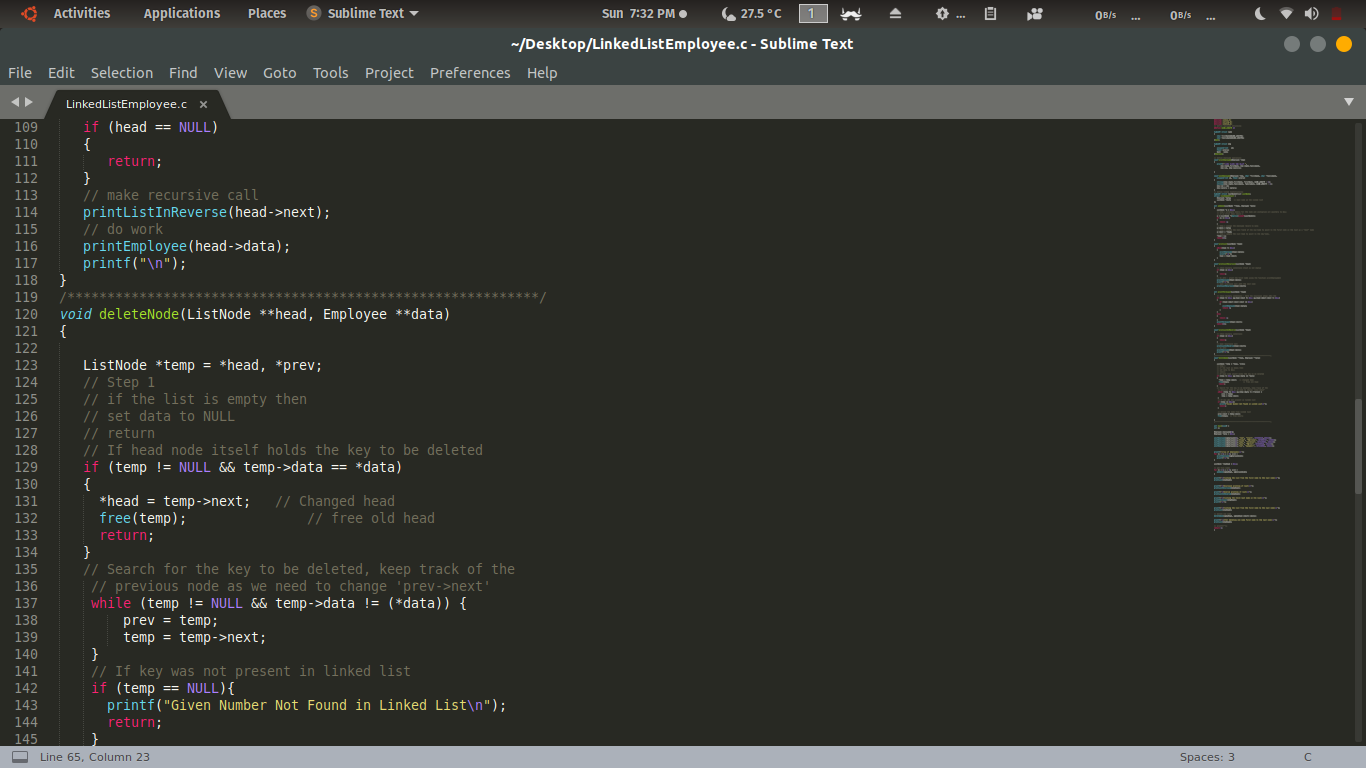 Activities Applications Places Sublime Text Sun 7:32 PM 27.5 °C 1 ... 0 B/s ... 0 B/s ...
~/Desktop/LinkedListEmployee.c - Sublime Text
File Edit Selection Find View Goto Tools Project Preferences Help
LinkedListEmployee.c ×
109 if (head == NULL)
110 {
111 return;
112 }
113 // make recursive call
114 printListInReverse(head->next);
115 // do work
116 printEmployee(head->data);
117 printf("\n");
118 }
119 /***********************************************************/
120 void deleteNode(ListNode **head, Employee **data)
121 {
122
123 ListNode *temp = *head, *prev;
124 // Step 1
125 // if the list is empty then
126 // set data to NULL
127 // return
128 // If head node itself holds the key to be deleted
129 if (temp != NULL && temp->data == *data)
130 {
131 *head = temp->next; // Changed head
132 free(temp); // free old head
133 return;
134 }
135 // Search for the key to be deleted, keep track of the
136 // previous node as we need to change 'prev->next'
137 while (temp != NULL && temp->data != (*data)) {
138 prev = temp;
139 temp = temp->next;
140 }
141 // If key was not present in linked list
142 if (temp == NULL){
143 printf("Given Number Not Found in Linked List\n");
144 return;
145 }
Line 65, Column 23 Spaces: 3 C